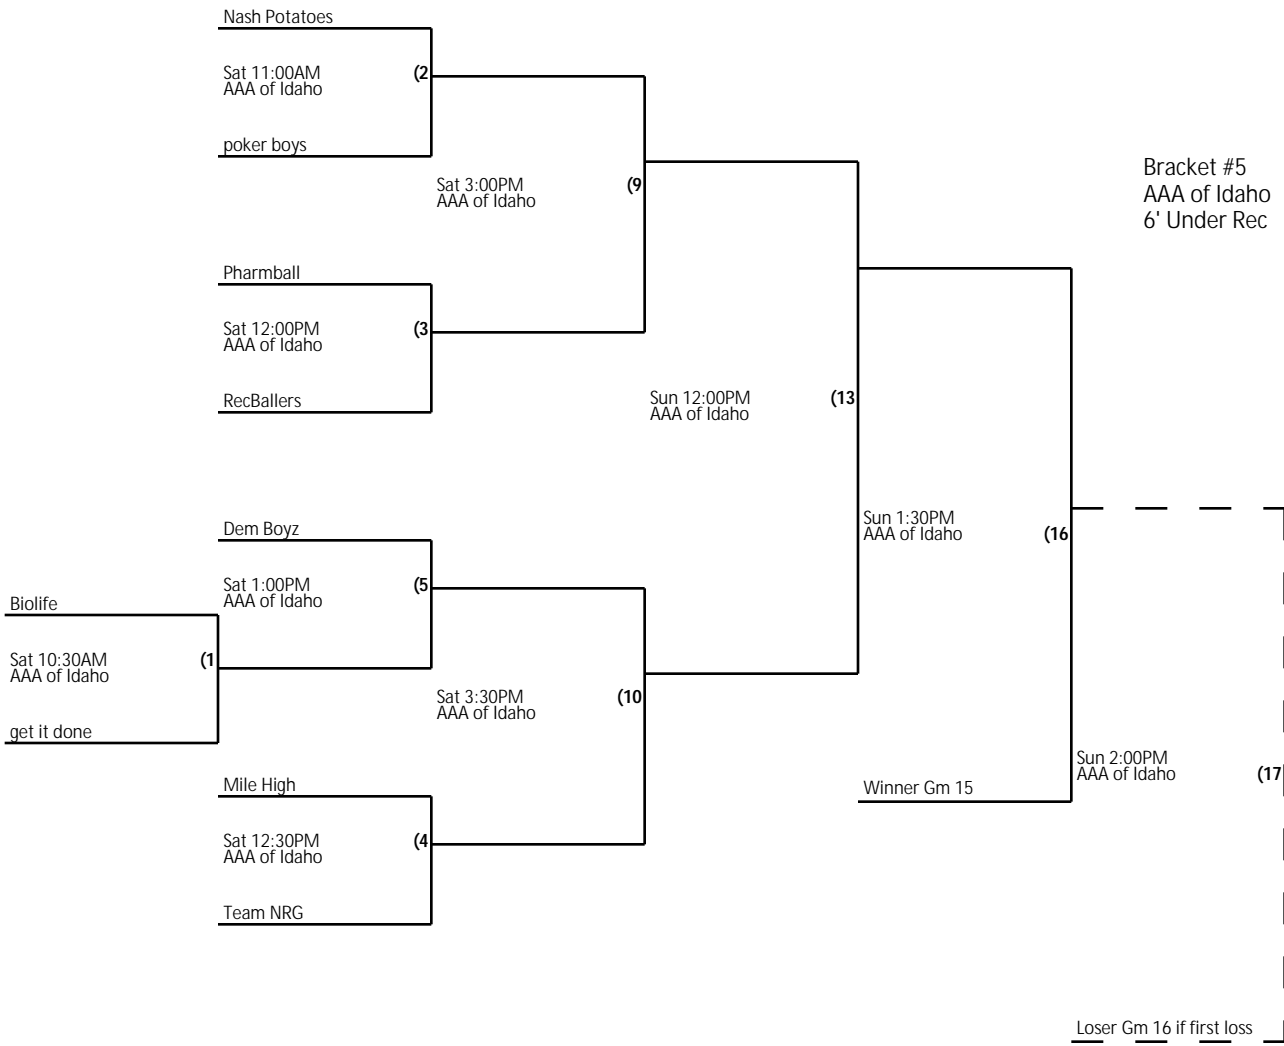 Nash Potatoes
Sat 11:00AM
AAA of Idaho
(2
poker boys
Sat 3:00PM
AAA of Idaho
(9
Bracket #5
AAA of Idaho
6' Under Rec
Pharmball
Sat 12:00PM
AAA of Idaho
(3
RecBallers
Sun 12:00PM
AAA of Idaho
(13
Dem Boyz
Sat 1:00PM
AAA of Idaho
(5
Sun 1:30PM
AAA of Idaho
(16
Biolife
Sat 10:30AM
AAA of Idaho
(1
get it done
Sat 3:30PM
AAA of Idaho
(10
Mile High
Sat 12:30PM
AAA of Idaho
(4
Team NRG
Winner Gm 15
Sun 2:00PM
AAA of Idaho
(17
Loser Gm 16 if first loss